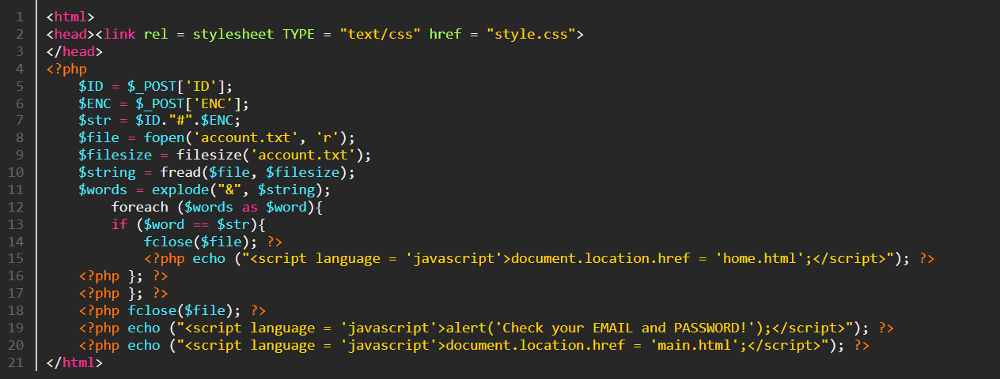 1 <html>
2 <head><link rel = stylesheet TYPE = "text/css" href = "style.css">
3 </head>
4 <?php
5     $ID = $_POST['ID'];
6     $ENC = $_POST['ENC'];
7     $str = $ID."#".$ENC;
8     $file = fopen('account.txt', 'r');
9     $filesize = filesize('account.txt');
10     $string = fread($file, $filesize);
11     $words = explode("&", $string);
12         foreach ($words as $word){
13         if ($word == $str){
14             fclose($file); ?>
15             <?php echo ("<script language = 'javascript'>document.location.href = 'home.html';</script>"); ?>
16     <?php }; ?>
17     <?php }; ?>
18     <?php fclose($file); ?>
19     <?php echo ("<script language = 'javascript'>alert('Check your EMAIL and PASSWORD!');</script>"); ?>
20     <?php echo ("<script language = 'javascript'>document.location.href = 'main.html';</script>"); ?>
21 </html>